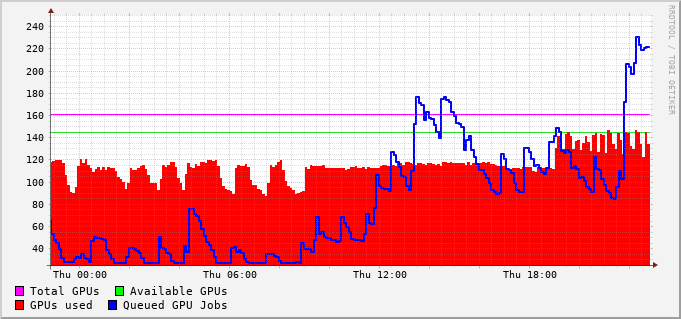 RRDTOOL / TOBI OETIKER
240
220
200
180
160
140
120
100
80
60
40
Thu 00:00 Thu 06:00 Thu 12:00 Thu 18:00
Total GPUs Available GPUs
GPUs used Queued GPU Jobs